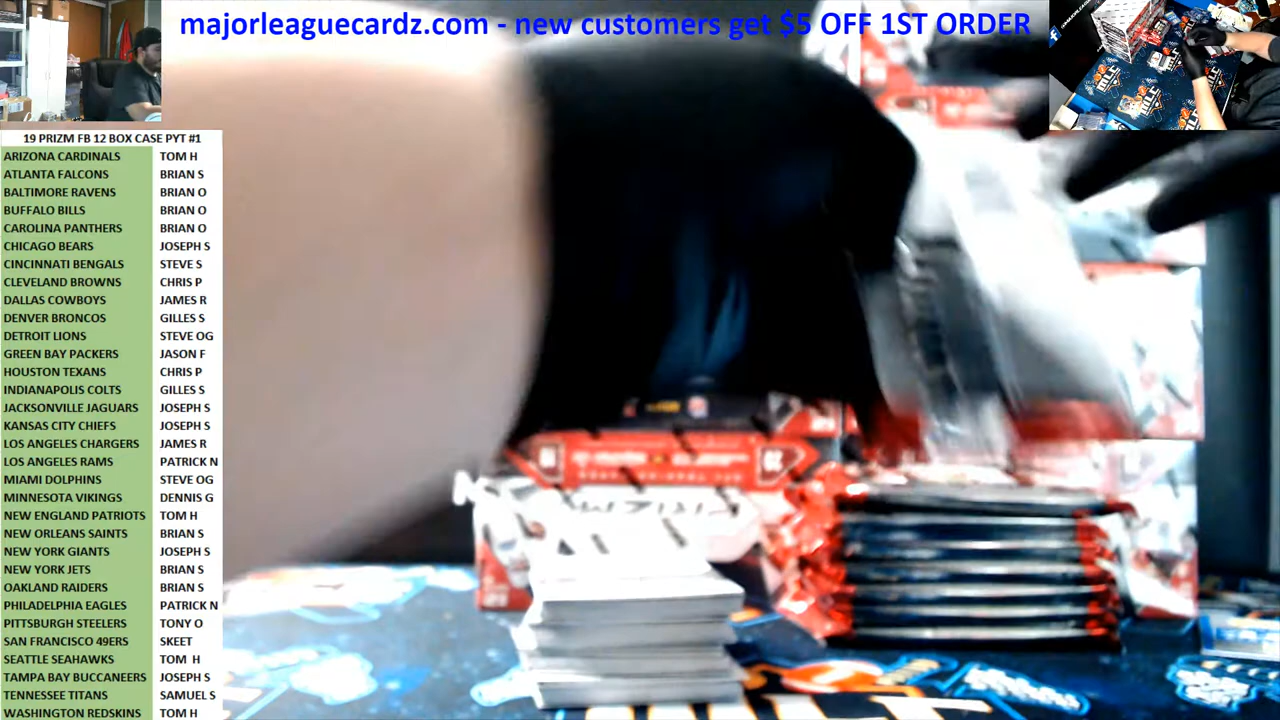 majorleaguecardz.com - new customers get $5 OFF 1ST ORDER
19 PRIZM FB 12 BOX CASE PYT #1
ARIZONA CARDINALS TOM H
ATLANTA FALCONS BRIAN S
BALTIMORE RAVENS BRIAN O
BUFFALO BILLS BRIAN O
CAROLINA PANTHERS BRIAN O
CHICAGO BEARS JOSEPH S
CINCINNATI BENGALS STEVE S
CLEVELAND BROWNS CHRIS P
DALLAS COWBOYS JAMES R
DENVER BRONCOS GILLES S
DETROIT LIONS STEVE OG
GREEN BAY PACKERS JASON F
HOUSTON TEXANS CHRIS P
INDIANAPOLIS COLTS GILLES S
JACKSONVILLE JAGUARS JOSEPH S
KANSAS CITY CHIEFS JOSEPH S
LOS ANGELES CHARGERS JAMES R
LOS ANGELES RAMS PATRICK N
MIAMI DOLPHINS STEVE OG
MINNESOTA VIKINGS DENNIS G
NEW ENGLAND PATRIOTS TOM H
NEW ORLEANS SAINTS BRIAN S
NEW YORK GIANTS JOSEPH S
NEW YORK JETS BRIAN S
OAKLAND RAIDERS BRIAN S
PHILADELPHIA EAGLES PATRICK N
PITTSBURGH STEELERS TONY O
SAN FRANCISCO 49ERS SKEET
SEATTLE SEAHAWKS TOM H
TAMPA BAY BUCCANEERS JOSEPH S
TENNESSEE TITANS SAMUEL S
WASHINGTON REDSKINS TOM H